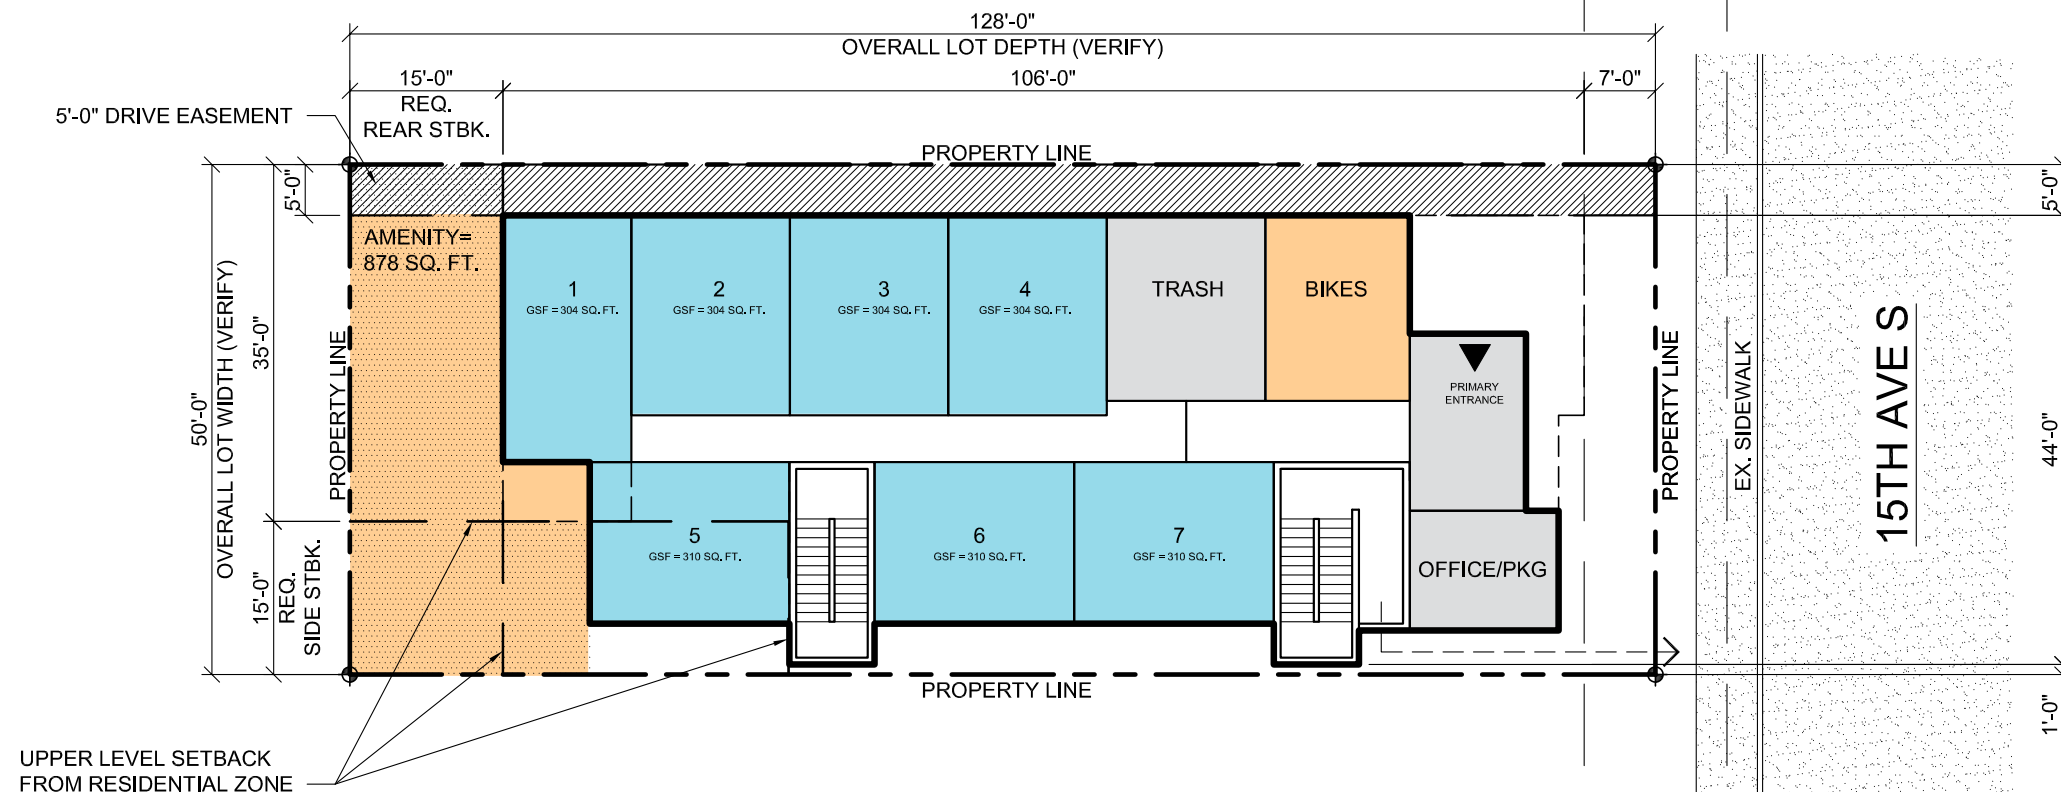 128'-0"
OVERALL LOT DEPTH (VERIFY)
15'-0"
106'-0"
7'-0"
REQ.
REAR STBK.
5'-0" DRIVE EASEMENT
PROPERTY LINE
5'-0"
5'-0"
AMENITY=
878 SQ. FT.
1
GSF = 304 SQ. FT.
2
GSF = 304 SQ. FT.
3
GSF = 304 SQ. FT.
4
GSF = 304 SQ. FT.
TRASH
BIKES
50'-0"
OVERALL LOT WIDTH (VERIFY)
35'-0"
PROPERTY LINE
PRIMARY
ENTRANCE
PROPERTY LINE
EX. SIDEWALK
15TH AVE S
44'-0"
15'-0"
REQ.
SIDE STBK.
5
GSF = 310 SQ. FT.
6
GSF = 310 SQ. FT.
7
GSF = 310 SQ. FT.
OFFICE/PKG
PROPERTY LINE
1'-0"
UPPER LEVEL SETBACK
FROM RESIDENTIAL ZONE